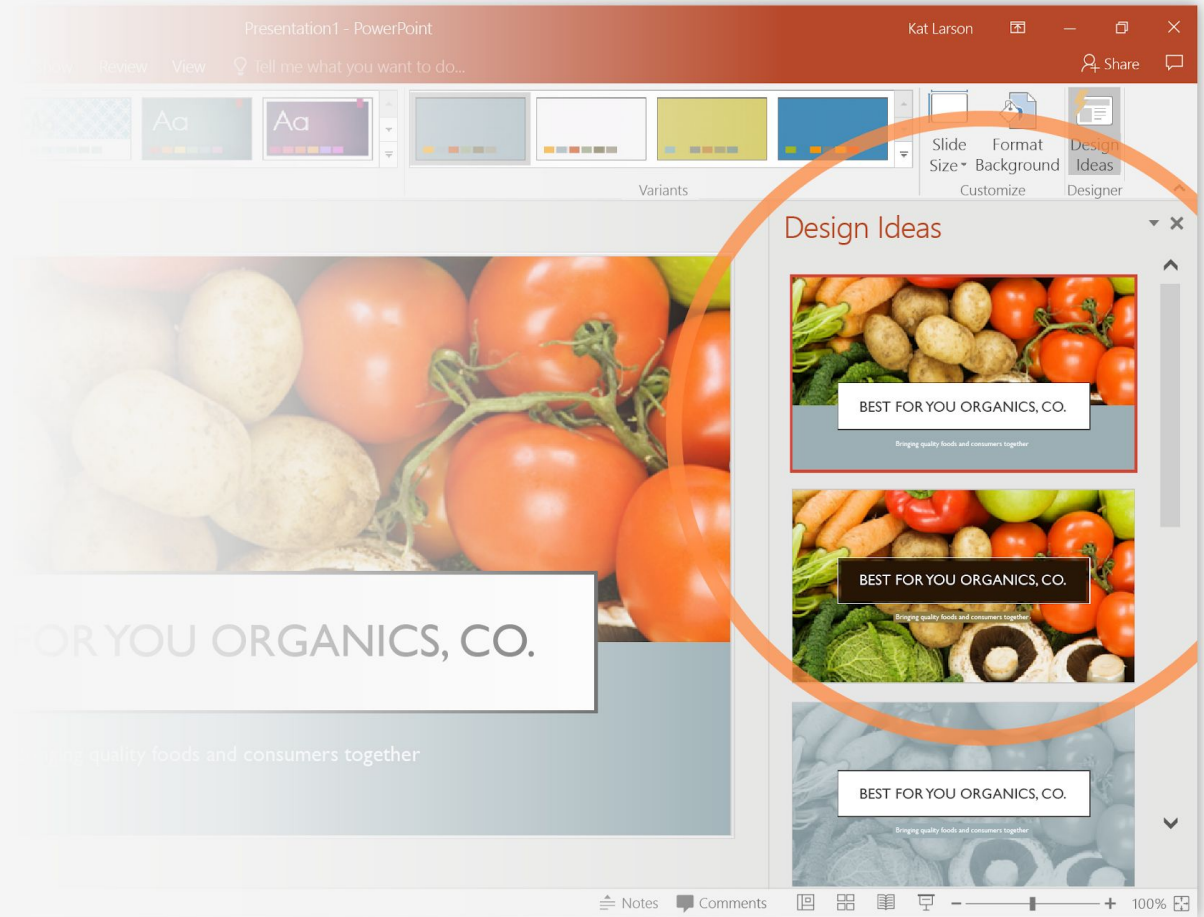 Presentation1 - PowerPoint
Kat Larson
Review View Tell me what you want to do...
Share
Aa Aa Aa
Slide Size
Format Background
Design Ideas
Variants
Customize
Designer
Design Ideas
BEST FOR YOU ORGANICS, CO.
Bringing quality foods and consumers together
BEST FOR YOU ORGANICS, CO.
Bringing quality foods and consumers together
BEST FOR YOU ORGANICS, CO.
Bringing quality foods and consumers together
FOR YOU ORGANICS, CO.
quality foods and consumers together
Notes Comments
100%